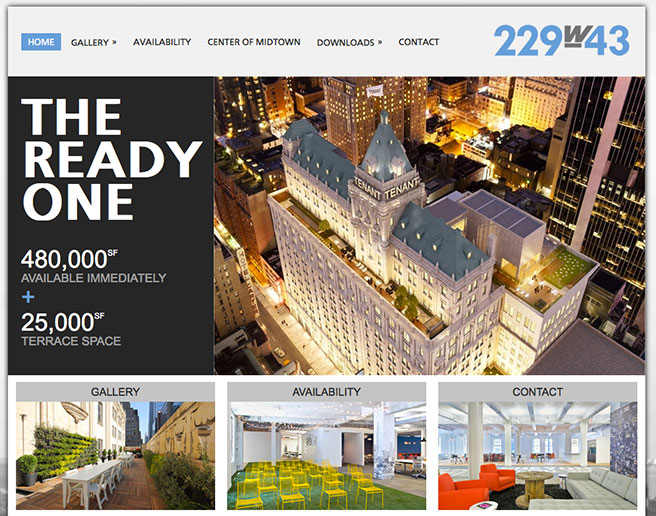 HOME
GALLERY »
AVAILABILITY
CENTER OF MIDTOWN
DOWNLOADS »
CONTACT
229w43
THE
READY
ONE
480,000SF
AVAILABLE IMMEDIATELY
+
25,000SF
TERRACE SPACE
TENANT
TENANT TENANT
GALLERY
AVAILABILITY
CONTACT